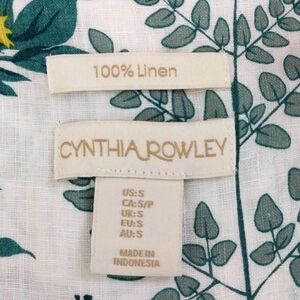 100% Linen
CYNTHIA ROWLEY
US: S
CA: S/P
UK: S
EU: S
AU: S
MADE IN
INDONESIA